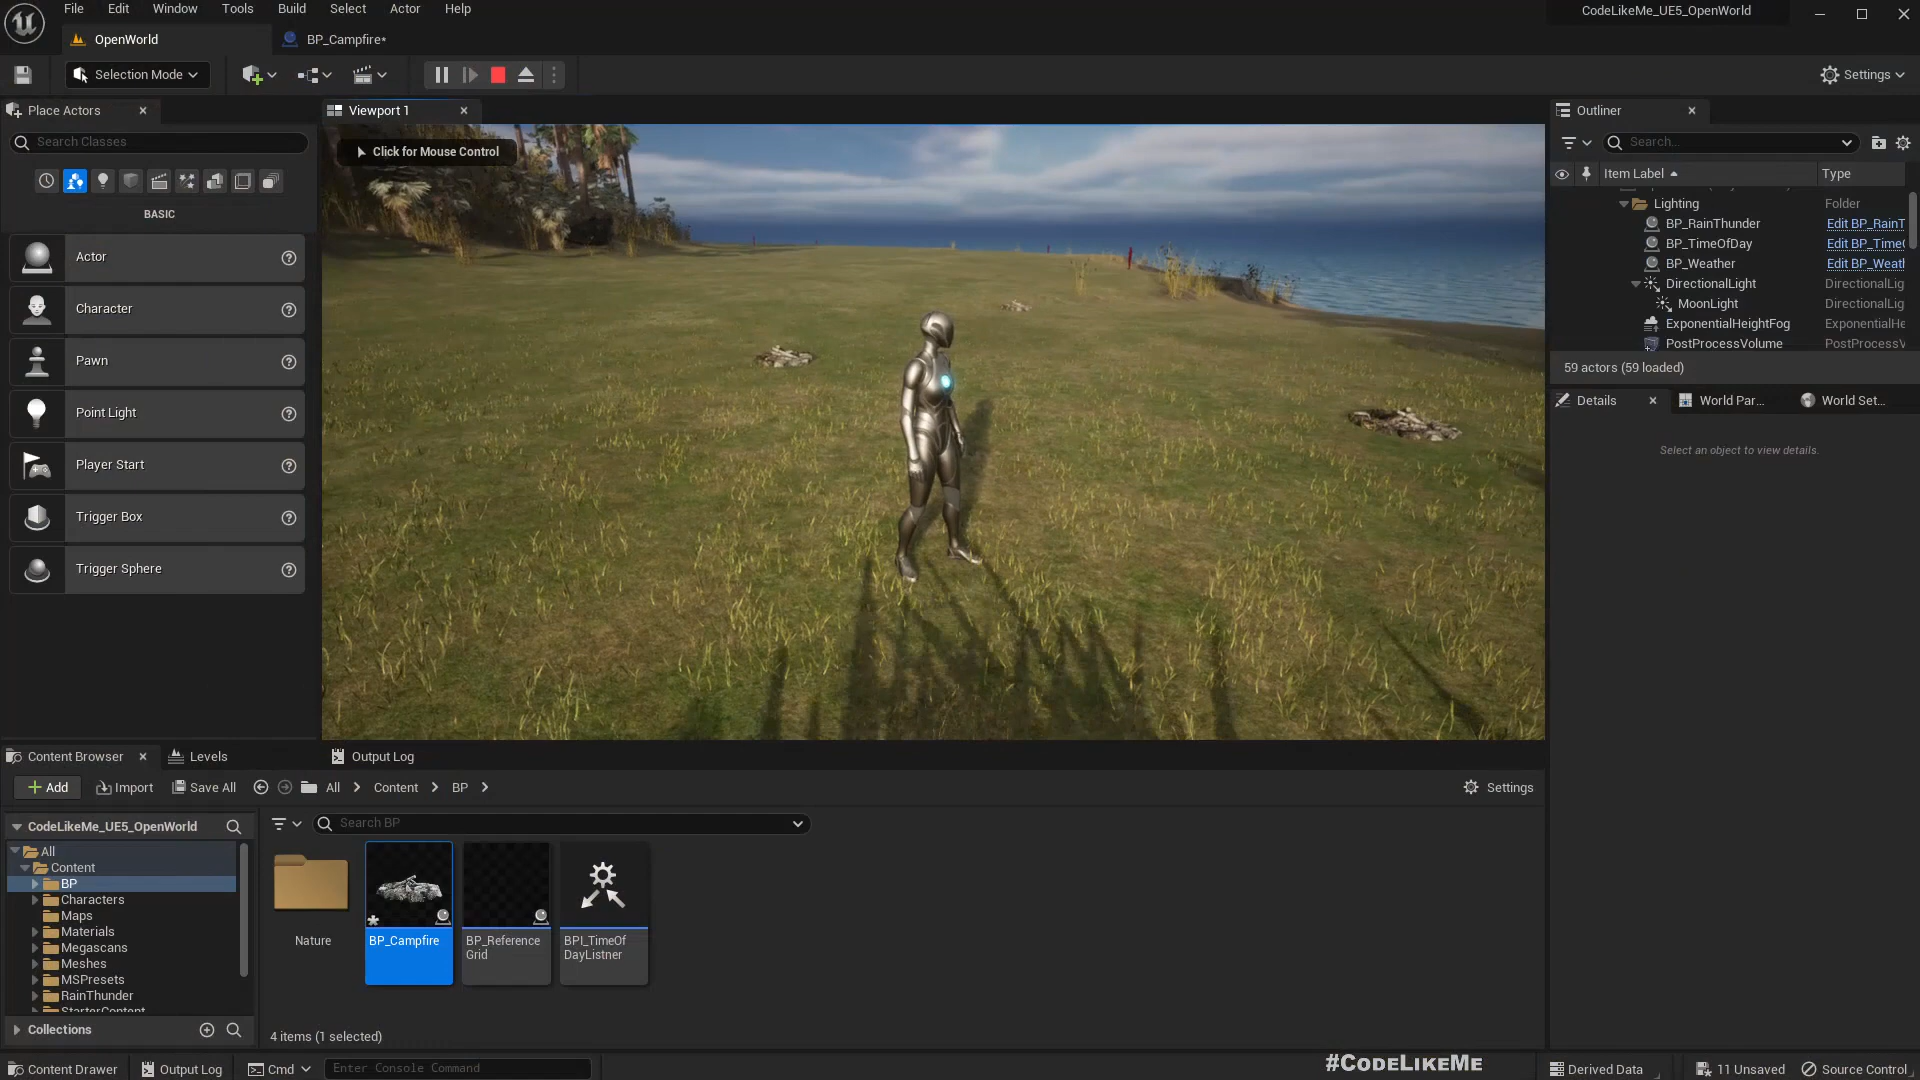 File Edit Window Tools Build Select Actor Help
CodeLikeMe_UE5_OpenWorld
OpenWorld
BP_Campfire*
Selection Mode
Settings
Place Actors
Viewport 1
Outliner
Search Classes
Click for Mouse Control
Search...
BASIC
Item Label
Type
Lighting
Folder
BP_RainThunder
Edit BP_RainT
BP_TimeOfDay
Edit BP_Time
BP_Weather
Edit BP_Weat
DirectionalLight
DirectionalLig
MoonLight
DirectionalLig
ExponentialHeightFog
ExponentialHe
PostProcessVolume
PostProcessV
59 actors (59 loaded)
Actor
Character
Pawn
Point Light
Player Start
Trigger Box
Trigger Sphere
Details
World Par...
World Set...
Select an object to view details.
Content Browser
Levels
Output Log
Add
Import
Save All
All
Content
BP
Settings
CodeLikeMe_UE5_OpenWorld
Search BP
All
Content
BP
Characters
Maps
Materials
Megascans
Meshes
MSPresets
RainThunder
StarterContent
Collections
Nature
BP_Campfire
BP_Reference
Grid
BPI_TimeOf
DayListner
4 items (1 selected)
#CODELIKEME
Content Drawer
Output Log
Cmd
Enter Console Command
Derived Data
11 Unsaved
Source Control